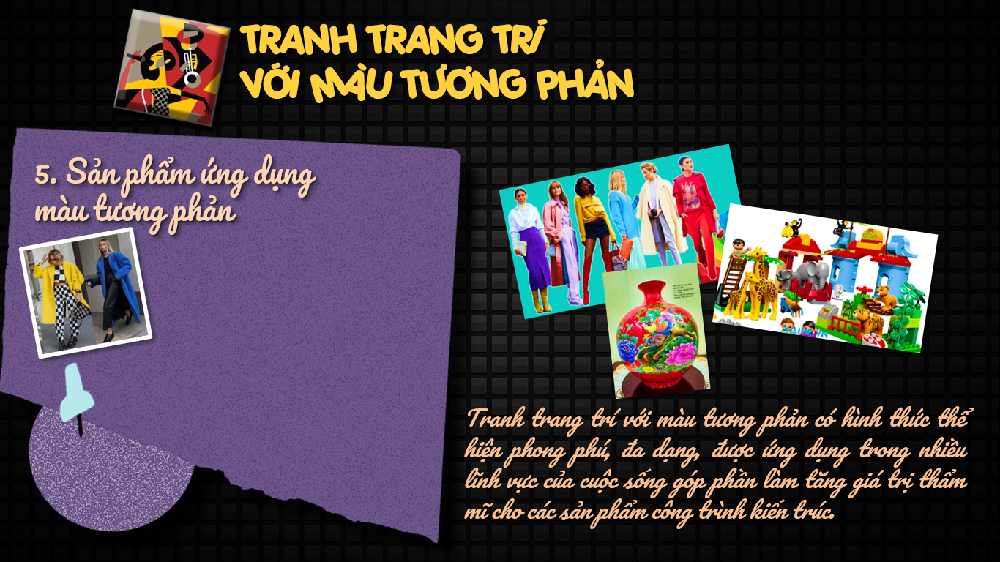 TRANH TRANG TRÍ
VỚI MÀU TƯƠNG PHẢN
5. Sản phẩm ứng dụng
màu tương phản
Tranh trang trí với màu tương phản có hình thức thể
hiện phong phú, đa dạng, được ứng dụng trong nhiều
lĩnh vực của cuộc sống góp phần làm tăng giá trị thẩm
mĩ cho các sản phẩm công trình kiến trúc.